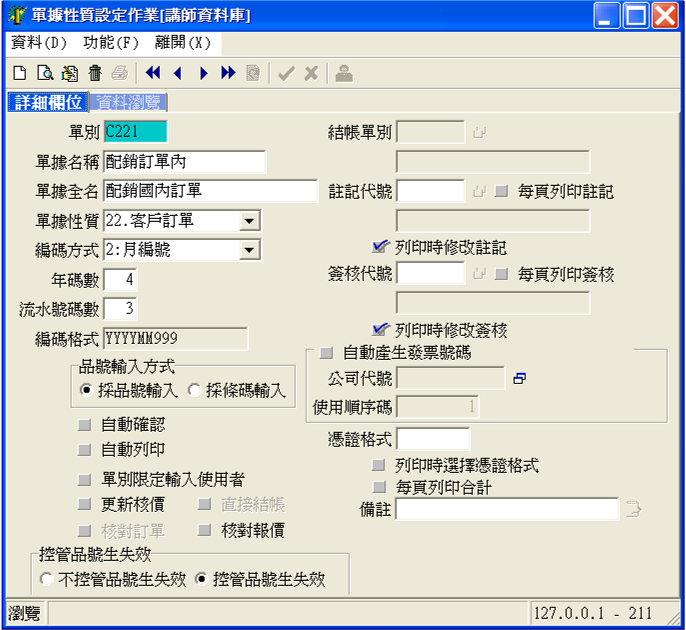 單據性質設定作業[講師資料庫]
資料(D) 功能(F) 離開(X)
詳細欄位 資料瀏覽
單別 C221
單據名稱 配銷訂單內
單據全名 配銷國內訂單
單據性質 22.客戶訂單
編碼方式 2:月編號
年碼數 4
流水號碼數 3
編碼格式 YYYYMM999
品號輸入方式
採品號輸入 採條碼輸入
自動確認
自動列印
單別限定輸入使用者
更新核價 直接結帳
核對訂單 核對報價
控管品號生失效
不控管品號生失效 控管品號生失效
結帳單別
註記代號 每頁列印註記
列印時修改註記
簽核代號 每頁列印簽核
列印時修改簽核
自動產生發票號碼
公司代號
使用順序碼 1
憑證格式
列印時選擇憑證格式
每頁列印合計
備註
瀏覽 127.0.0.1 - 211